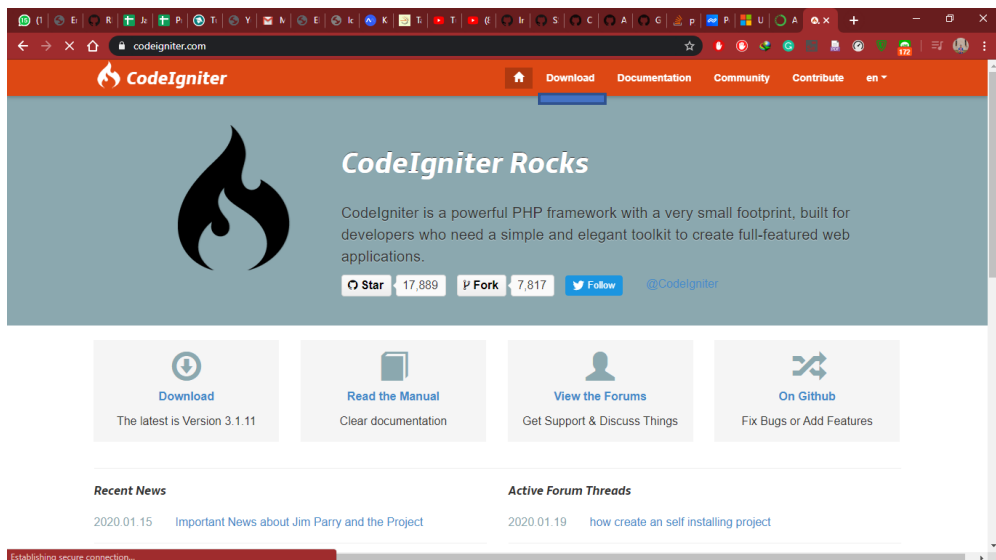 codeigniter.com
172
CodeIgniter
Download
Documentation
Community
Contribute
en
CodeIgniter Rocks
CodeIgniter is a powerful PHP framework with a very small footprint, built for
developers who need a simple and elegant toolkit to create full-featured web
applications.
Star 17,889 Fork 7,817 Follow @CodeIgniter
Download
The latest is Version 3.1.11
Read the Manual
Clear documentation
View the Forums
Get Support & Discuss Things
On Github
Fix Bugs or Add Features
Recent News
2020.01.15 Important News about Jim Parry and the Project
Active Forum Threads
2020.01.19 how create an self installing project
Establishing secure connection...